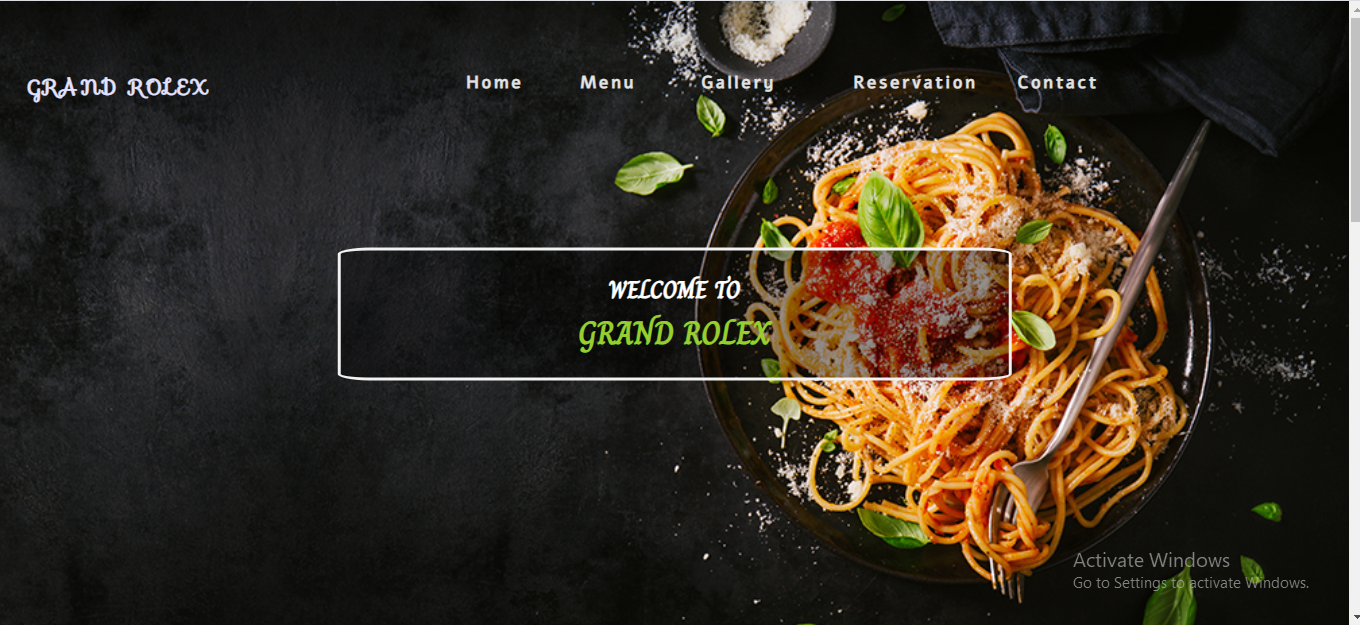 GRAND ROLEX
Home Menu Gallery Reservation Contact
WELCOME TO
GRAND ROLEX
Activate Windows
Go to Settings to activate Windows.